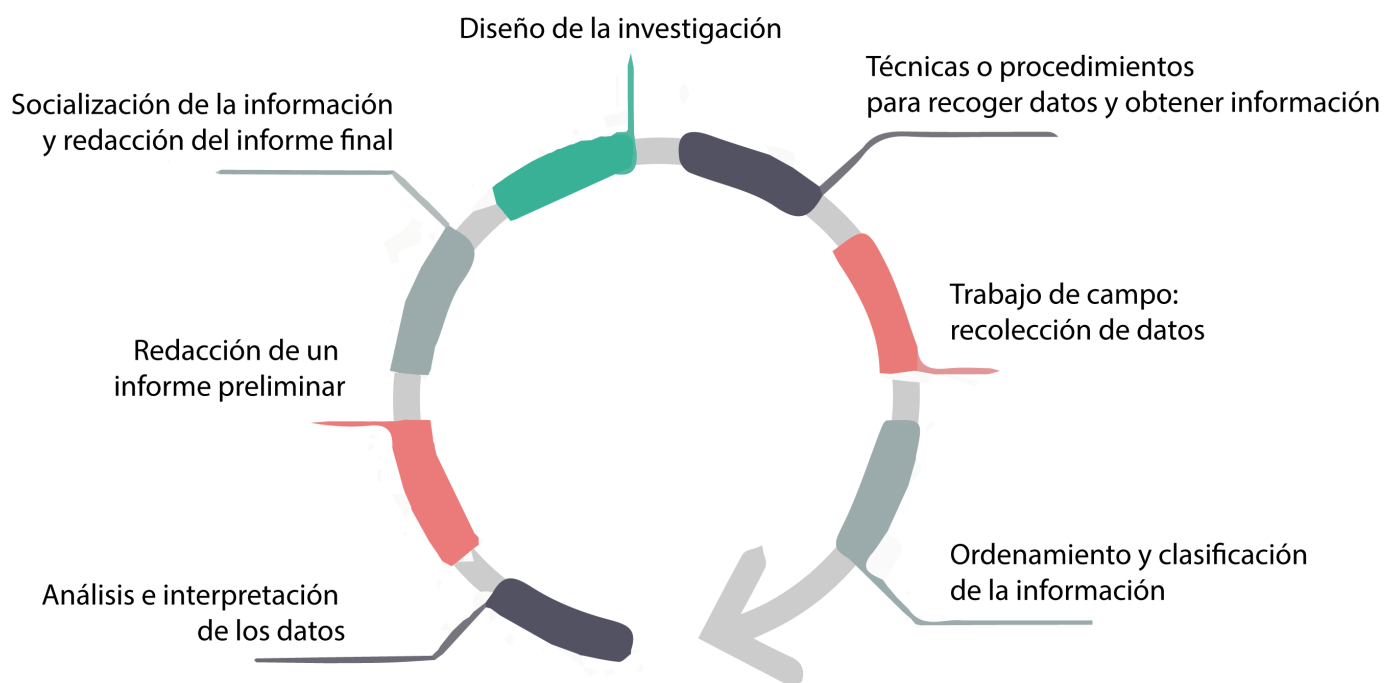 Diseño de la investigación
Técnicas o procedimientos
para recoger datos y obtener información
Trabajo de campo:
recolección de datos
Ordenamiento y clasificación
de la información
Análisis e interpretación
de los datos
Redacción de un
informe preliminar
Socialización de la información
y redacción del informe final